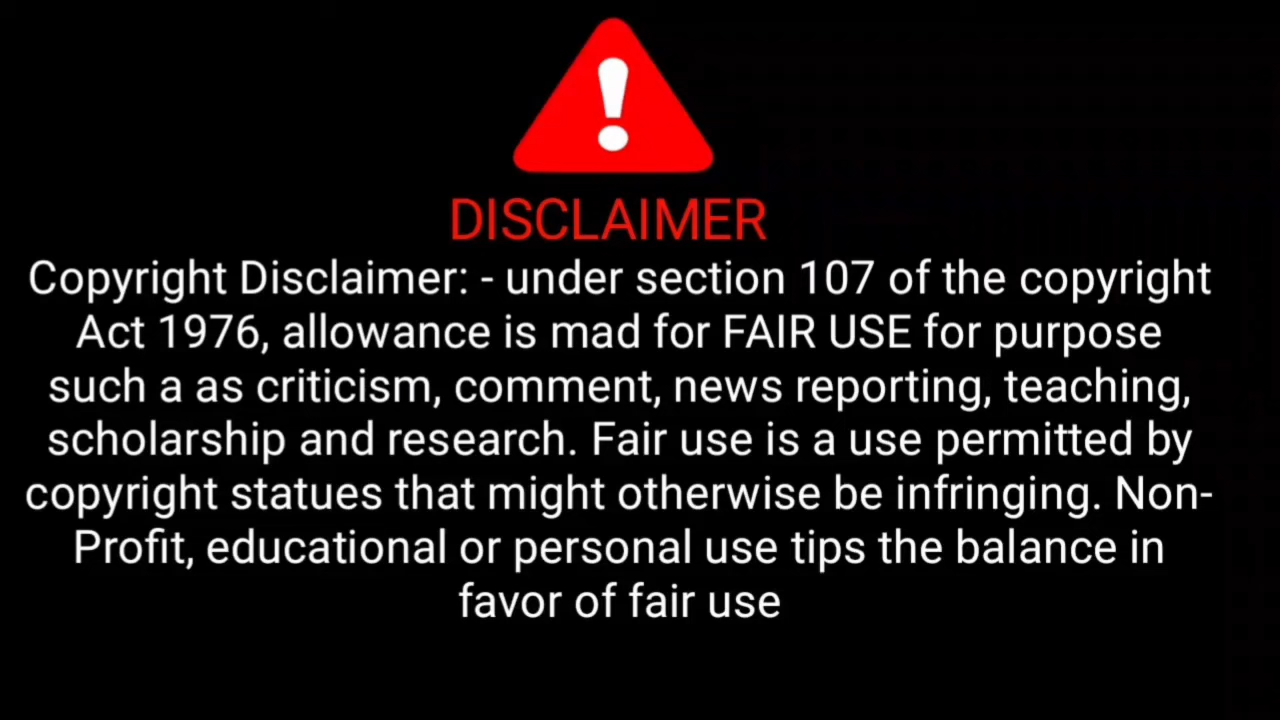 DISCLAIMER
Copyright Disclaimer: - under section 107 of the copyright
Act 1976, allowance is mad for FAIR USE for purpose
such a as criticism, comment, news reporting, teaching,
scholarship and research. Fair use is a use permitted by
copyright statues that might otherwise be infringing. Non-
Profit, educational or personal use tips the balance in
favor of fair use